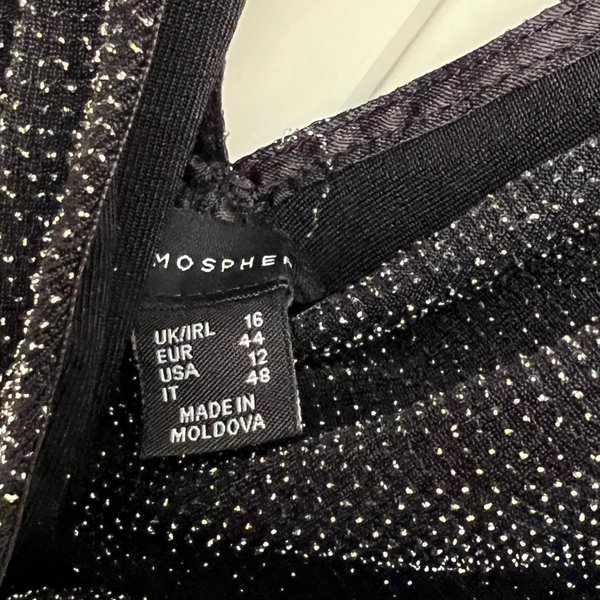 MOSPHER
UK/IRL 16
EUR 44
USA 12
IT 48
MADE IN
MOLDOVA